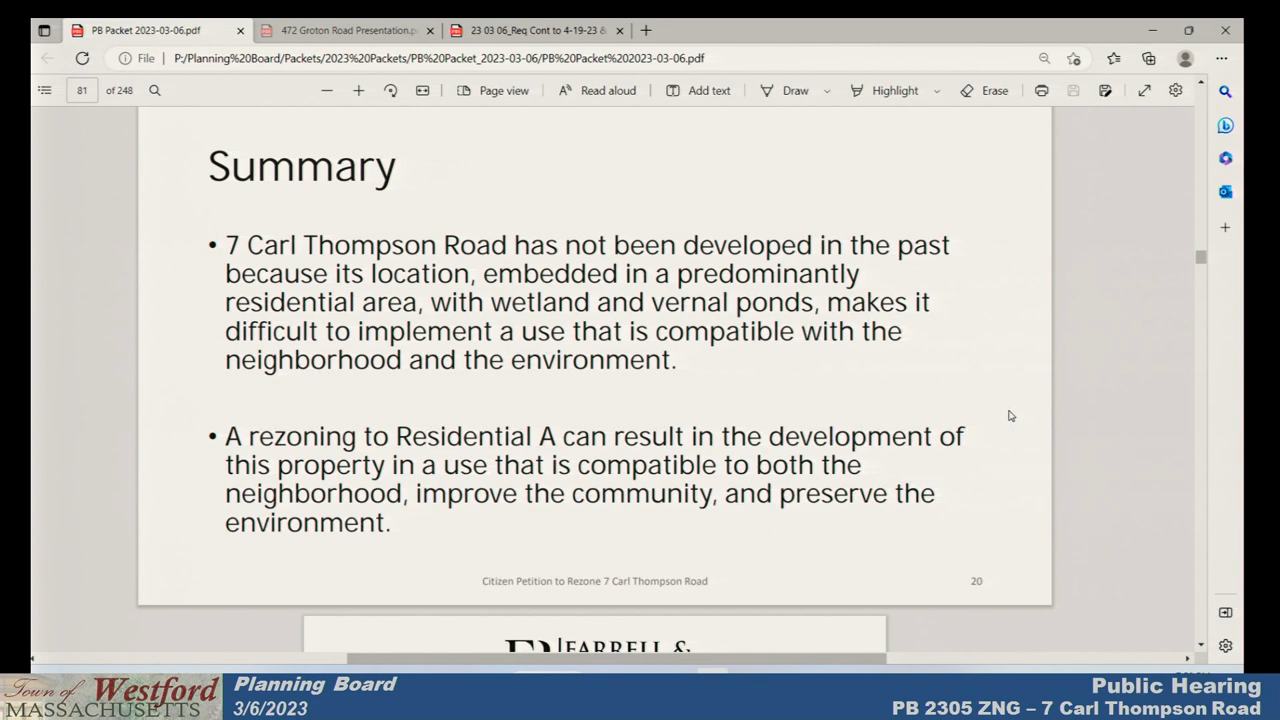 PB Packet 2023-03-06.pdf
472 Groton Road Presentation.p
23 03 06_Req Cont to 4-19-23 &
File
P:/Planning%20Board/Packets/2023%20Packets/PB%20Packet_2023-03-06/PB%20Packet%202023-03-06.pdf
81 of 248
Page view
Read aloud
Add text
Draw
Highlight
Erase
Summary
• 7 Carl Thompson Road has not been developed in the past
because its location, embedded in a predominantly
residential area, with wetland and vernal ponds, makes it
difficult to implement a use that is compatible with the
neighborhood and the environment.
• A rezoning to Residential A can result in the development of
this property in a use that is compatible to both the
neighborhood, improve the community, and preserve the
environment.
Citizen Petition to Rezone 7 Carl Thompson Road
20
FARRELL &
Town of Westford
MASSACHUSETTS
Planning Board
3/6/2023
Public Hearing
PB 2305 ZNG – 7 Carl Thompson Road